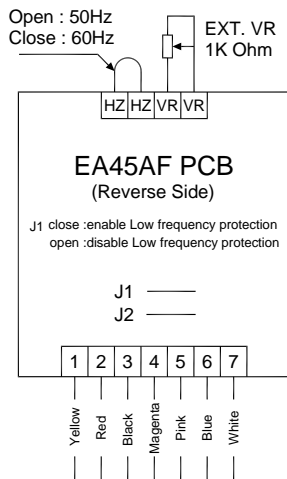 Open : 50Hz
Close : 60Hz
EXT. VR
1K Ohm
HZ HZ VR VR
EA45AF PCB
(Reverse Side)
J1 close :enable Low frequency protection
open :disable Low frequency protection
J1
J2
1 2 3 4 5 6 7
Yellow Red Black Magenta Pink Blue White